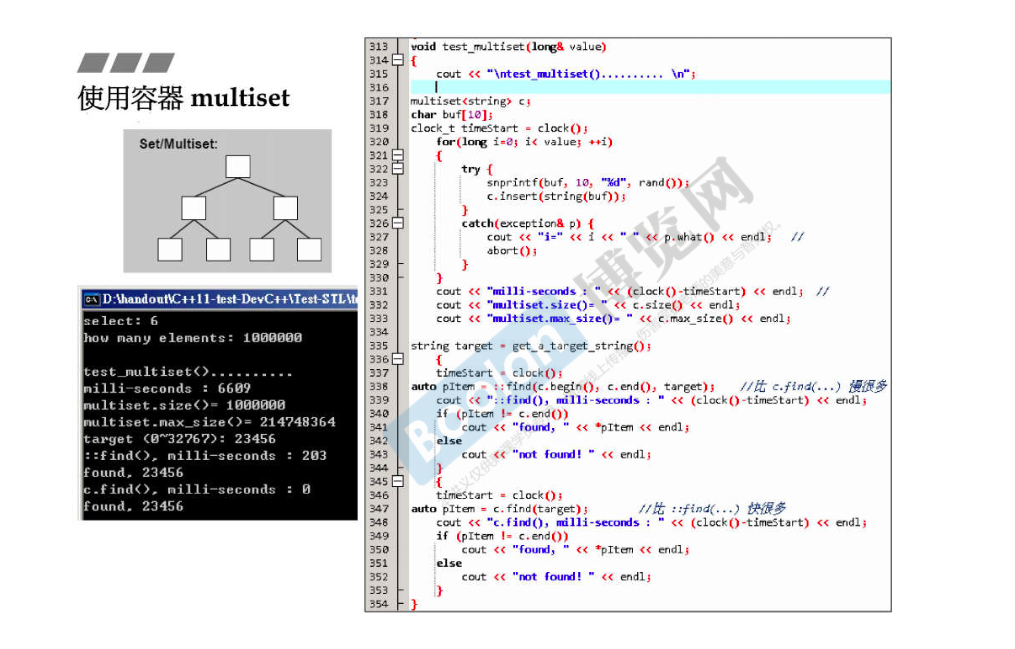 使用容器 multiset
Set/Multiset:
D:\handout\C++11-test-DevC++\Test-STL\
select: 6
how many elements: 1000000
test_multiset()..........
milli-seconds : 6609
multiset.size()= 1000000
multiset.max_size()= 214748364
target (0~32767): 23456
::find(), milli-seconds : 203
found, 23456
c.find(), milli-seconds : 0
found, 23456
313 void test_multiset(long& value)
314 {
315 cout << "\ntest_multiset().......... \n";
316
317 multiset<string> c;
318 char buf[10];
319 clock_t timeStart = clock();
320 for(long i=0; i< value; ++i)
321 {
322 try {
323 snprintf(buf, 10, "%d", rand());
324 c.insert(string(buf));
325 }
326 catch(exception& p) {
327 cout << "i=" << i << " " << p.what() << endl; //
328 abort();
329 }
330 }
331 cout << "milli-seconds : " << (clock()-timeStart) << endl; //
332 cout << "multiset.size()= " << c.size() << endl;
333 cout << "multiset.max_size()= " << c.max_size() << endl;
334
335 string target = get_a_target_string();
336 {
337 timeStart = clock();
338 auto pItem = ::find(c.begin(), c.end(), target); //比 c.find(...) 慢很多
339 cout << "::find(), milli-seconds : " << (clock()-timeStart) << endl;
340 if (pItem != c.end())
341 cout << "found, " << *pItem << endl;
342 else
343 cout << "not found! " << endl;
344 }
345 {
346 timeStart = clock();
347 auto pItem = c.find(target); //比 ::find(...) 快很多
348 cout << "c.find(), milli-seconds : " << (clock()-timeStart) << endl;
349 if (pItem != c.end())
350 cout << "found, " << *pItem << endl;
351 else
352 cout << "not found! " << endl;
353 }
354 }
Boolan 博览网